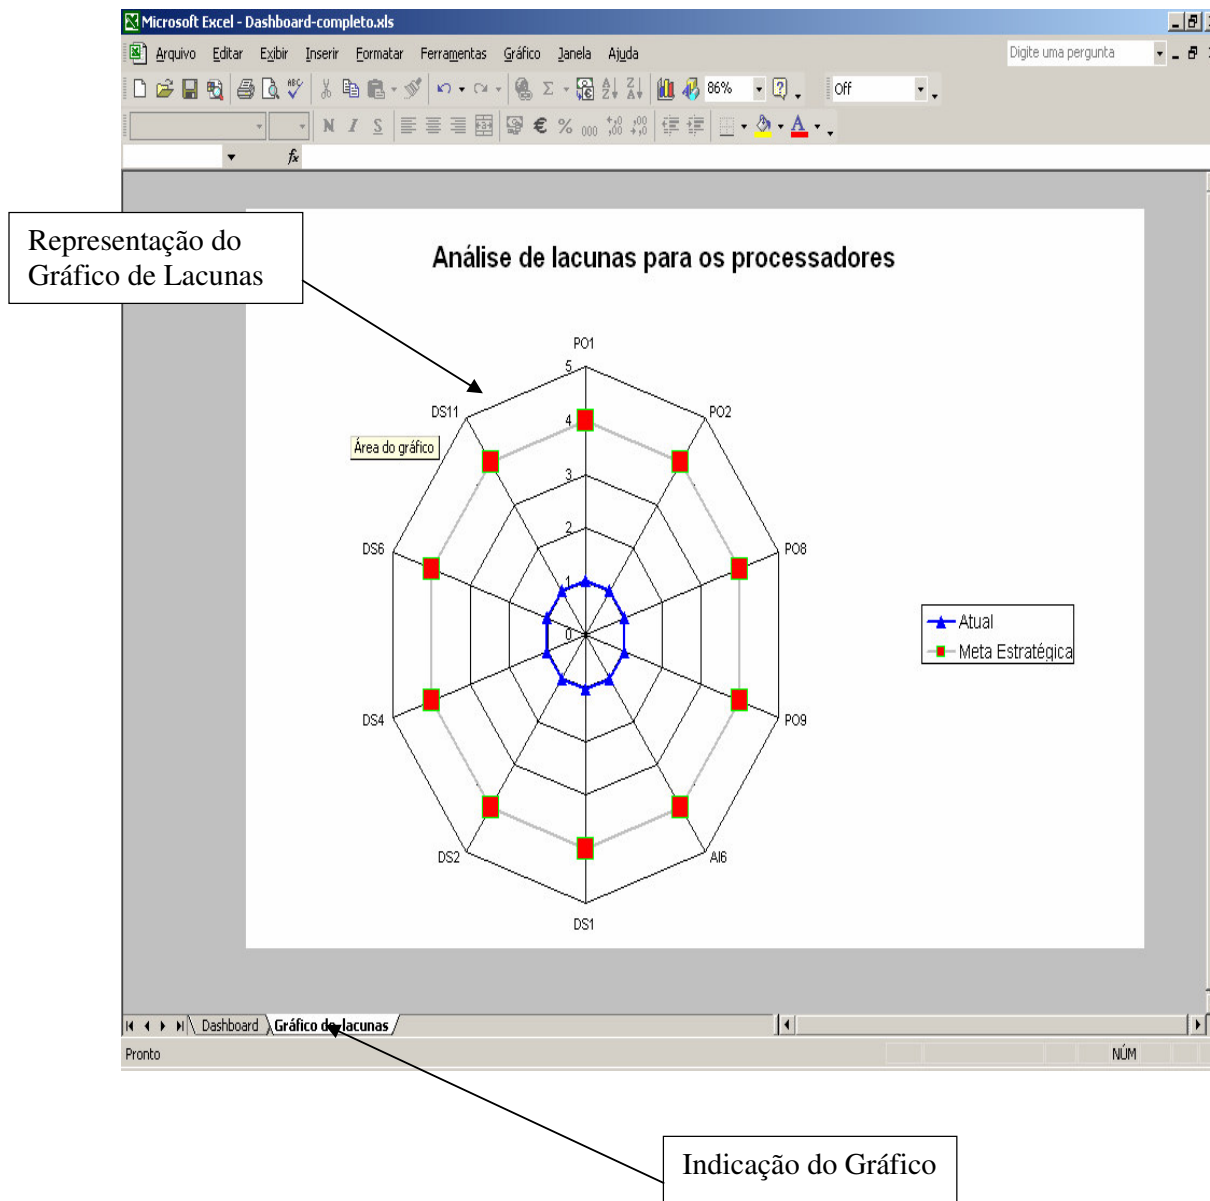 Microsoft Excel - Dashboard-completo.xls
Arquivo Editar Exibir Inserir Formatar Ferramentas Gráfico Janela Ajuda Digite uma pergunta
86% Off
N I S € % 000
fx
Representação do
Gráfico de Lacunas
Análise de lacunas para os processadores
PO1
5
DS11
4
PO2
Área do gráfico
3
2
DS6
PO8
1
0
Atual
Meta Estratégica
DS4
PO9
DS2
AI6
DS1
Dashboard Gráfico de lacunas
Pronto NÚM
Indicação do Gráfico